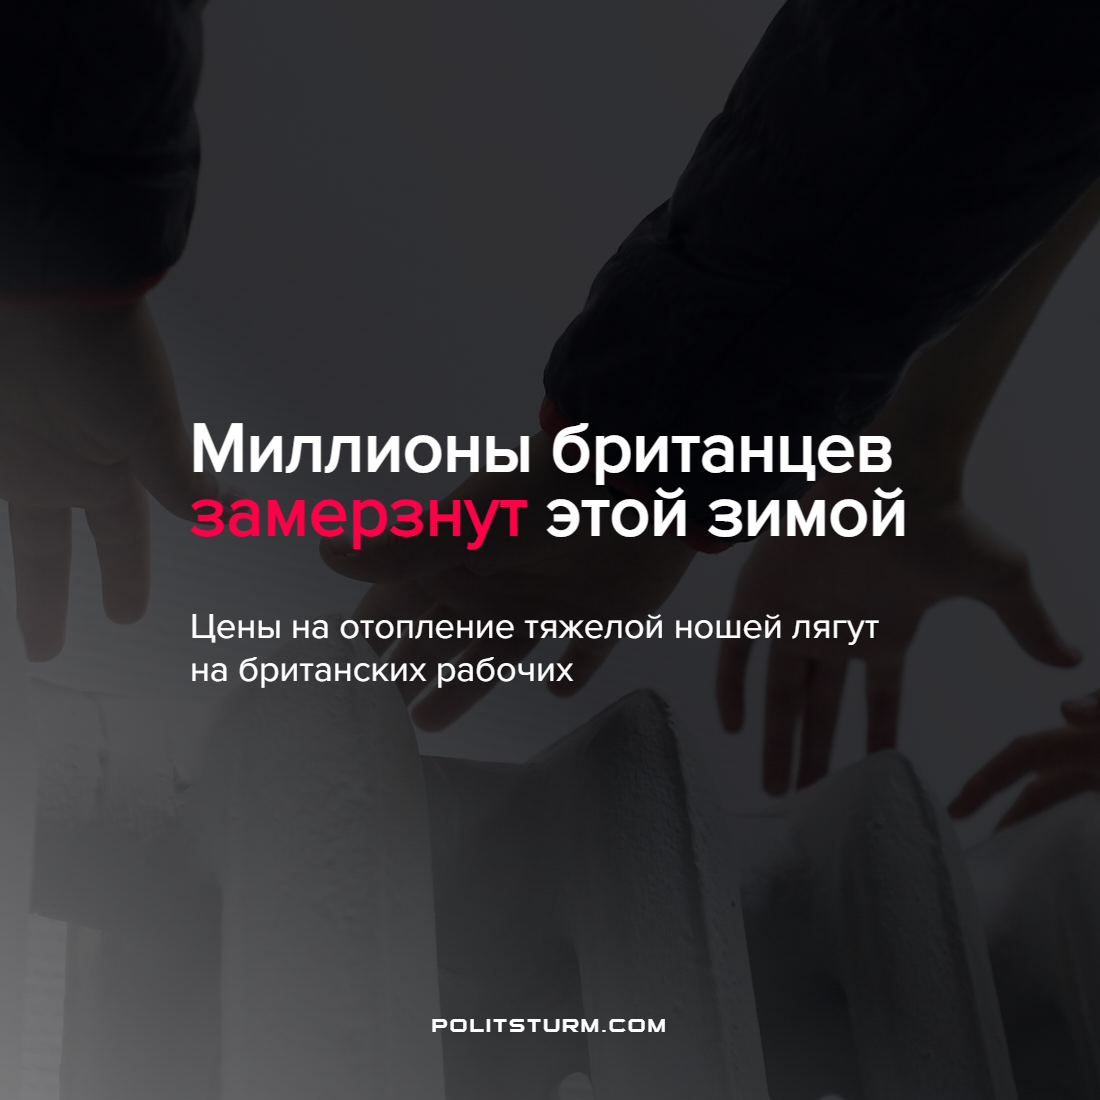 Миллионы британцев
замерзнут этой зимой
Цены на отопление тяжелой ношей лягут
на британских рабочих
POLITSTURM.COM